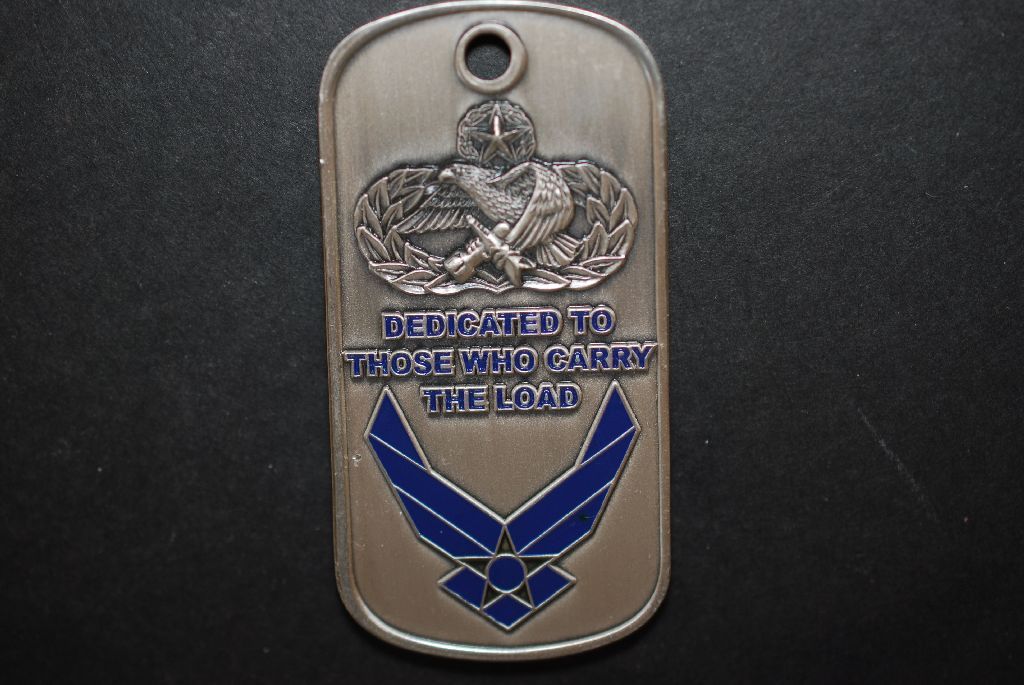 DEDICATED TO
THOSE WHO CARRY
THE LOAD